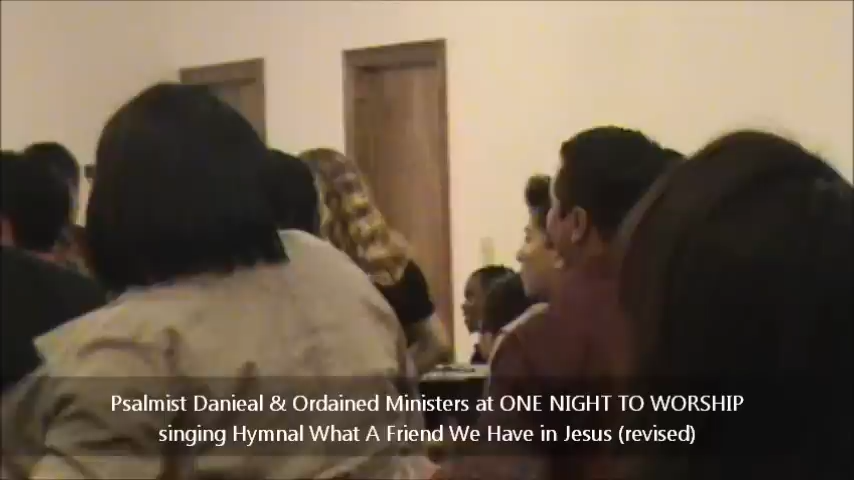 Psalmist Danieal & Ordained Ministers at ONE NIGHT TO WORSHIP
singing Hymnal What A Friend We Have in Jesus (revised)